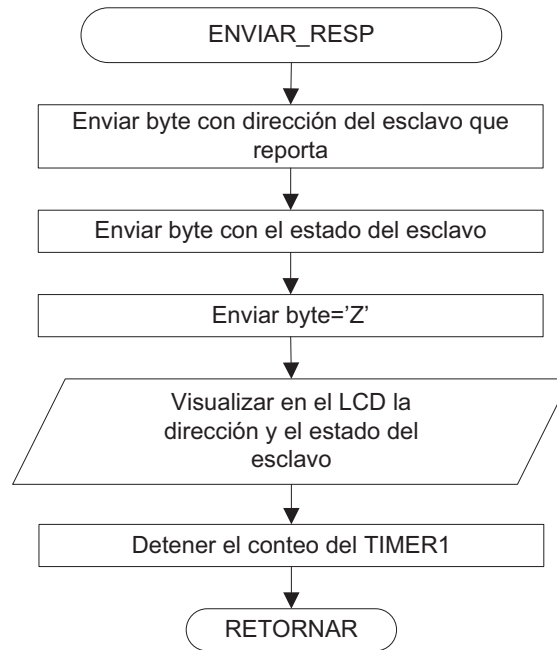 ENVIAR_RESP
Enviar byte con dirección del esclavo que
reporta
Enviar byte con el estado del esclavo
Enviar byte=’Z’
Visualizar en el LCD la
dirección y el estado del
esclavo
Detener el conteo del TIMER1
RETORNAR